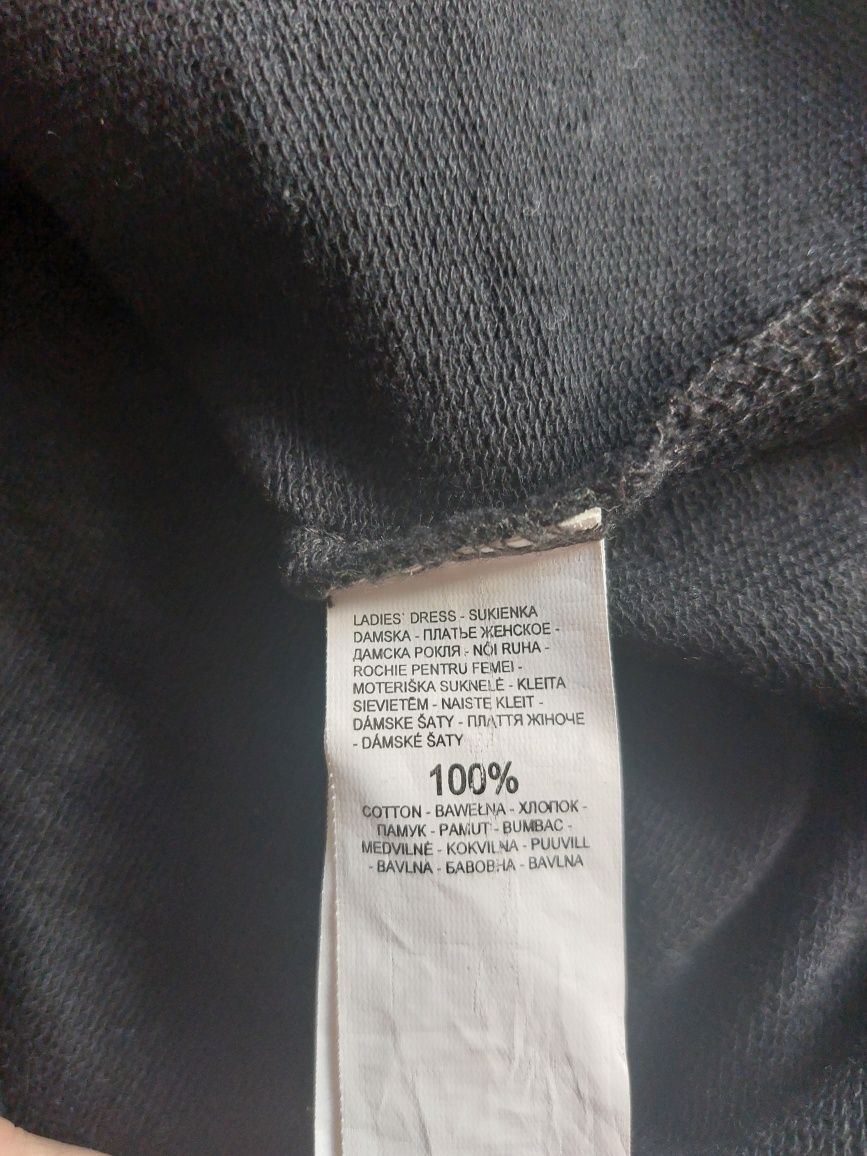 LADIES' DRESS - SUKIENKA
DAMSKA - ПЛАТЬЕ ЖЕНСКОЕ -
ДАМСКА РОКЛЯ - NŐI RUHA -
ROCHIE PENTRU FEMEI -
MOTERIŠKA SUKNELĖ - KLEITA
SIEVIETĒM - NAISTE KLEIT -
DÁMSKE ŠATY - ПЛАТТЯ ЖІНОЧЕ
- DÁMSKÉ ŠATY
100%
COTTON - BAWEŁNA - ХЛОПОК -
ПАМУК - PAMUT - BUMBAC -
MEDVILNĖ - KOKVILNA - PUUVILL
- BAVLNA - БАВОВНА - BAVLNA